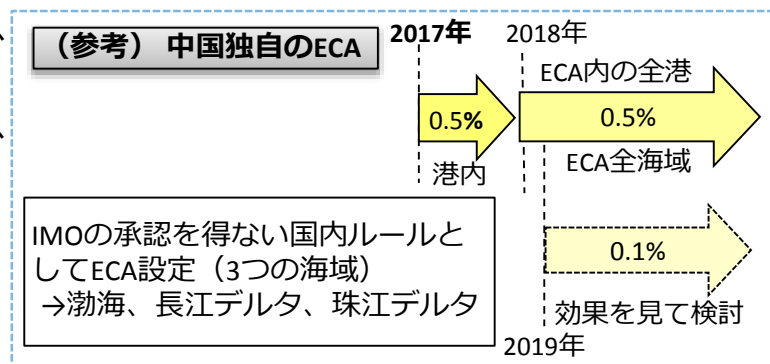 （参考） 中国独自のECA
2017年
2018年
ECA内の全港
0.5%
0.5%
港内
ECA全海域
IMOの承認を得ない国内ルールと
してECA設定（3つの海域）
→渤海、長江デルタ、珠江デルタ
0.1%
効果を見て検討
2019年